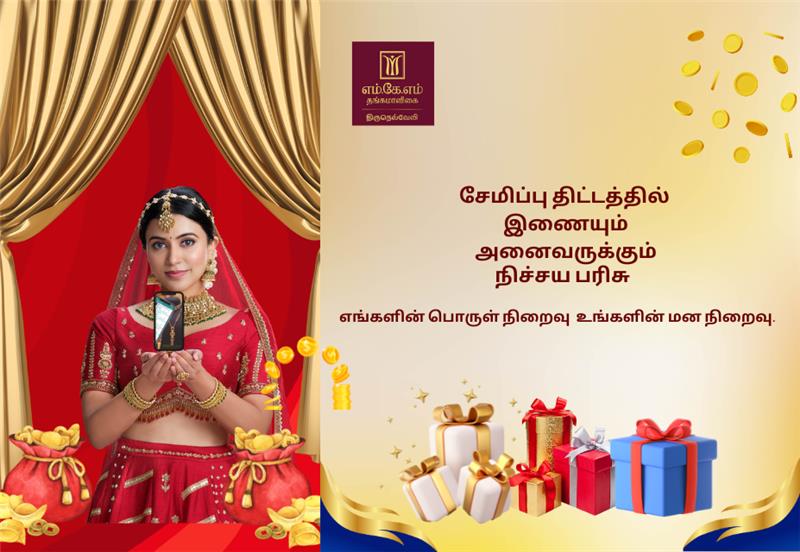 எம்.கே.எம்
தங்கமாளிகை
திருநெல்வேலி
சேமிப்பு திட்டத்தில்
இணையும்
அனைவருக்கும்
நிச்சய பரிசு
எங்களின் பொருள் நிறைவு உங்களின் மன நிறைவு.